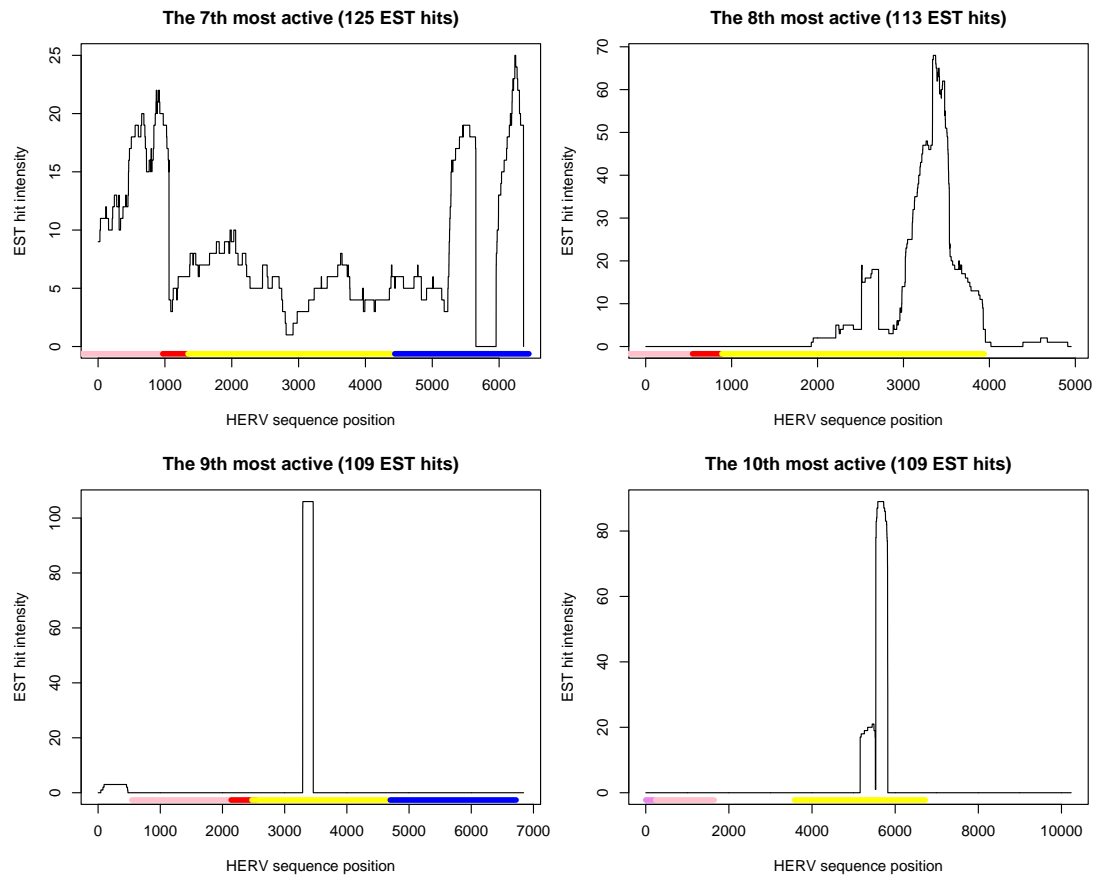 The 7th most active (125 EST hits)
EST hit intensity
0 5 10 15 20 25
0 1000 2000 3000 4000 5000 6000
HERV sequence position
The 8th most active (113 EST hits)
EST hit intensity
0 10 20 30 40 50 60 70
0 1000 2000 3000 4000 5000
HERV sequence position
The 9th most active (109 EST hits)
EST hit intensity
0 20 40 60 80 100
0 1000 2000 3000 4000 5000 6000 7000
HERV sequence position
The 10th most active (109 EST hits)
EST hit intensity
0 20 40 60 80
0 2000 4000 6000 8000 10000
HERV sequence position